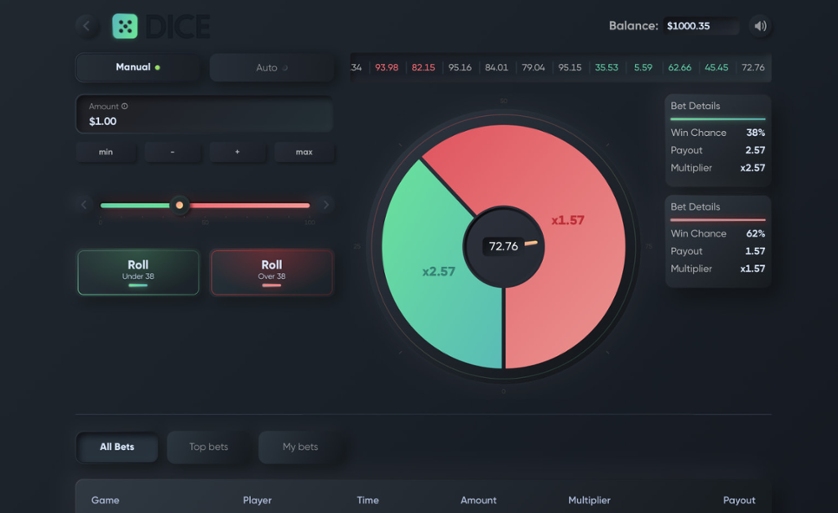 DICE
Balance: $1000.35
Manual
Auto
34 93.98 82.15 95.16 84.01 79.04 95.15 35.53 5.59 62.66 45.45 72.76
Amount
$1.00
min - + max
Roll
Under 38
Roll
Over 38
x1.57
72.76
x2.57
Bet Details
Win Chance 38%
Payout 2.57
Multiplier x2.57
Bet Details
Win Chance 62%
Payout 1.57
Multiplier x1.57
All Bets Top bets My bets
Game Player Time Amount Multiplier Payout